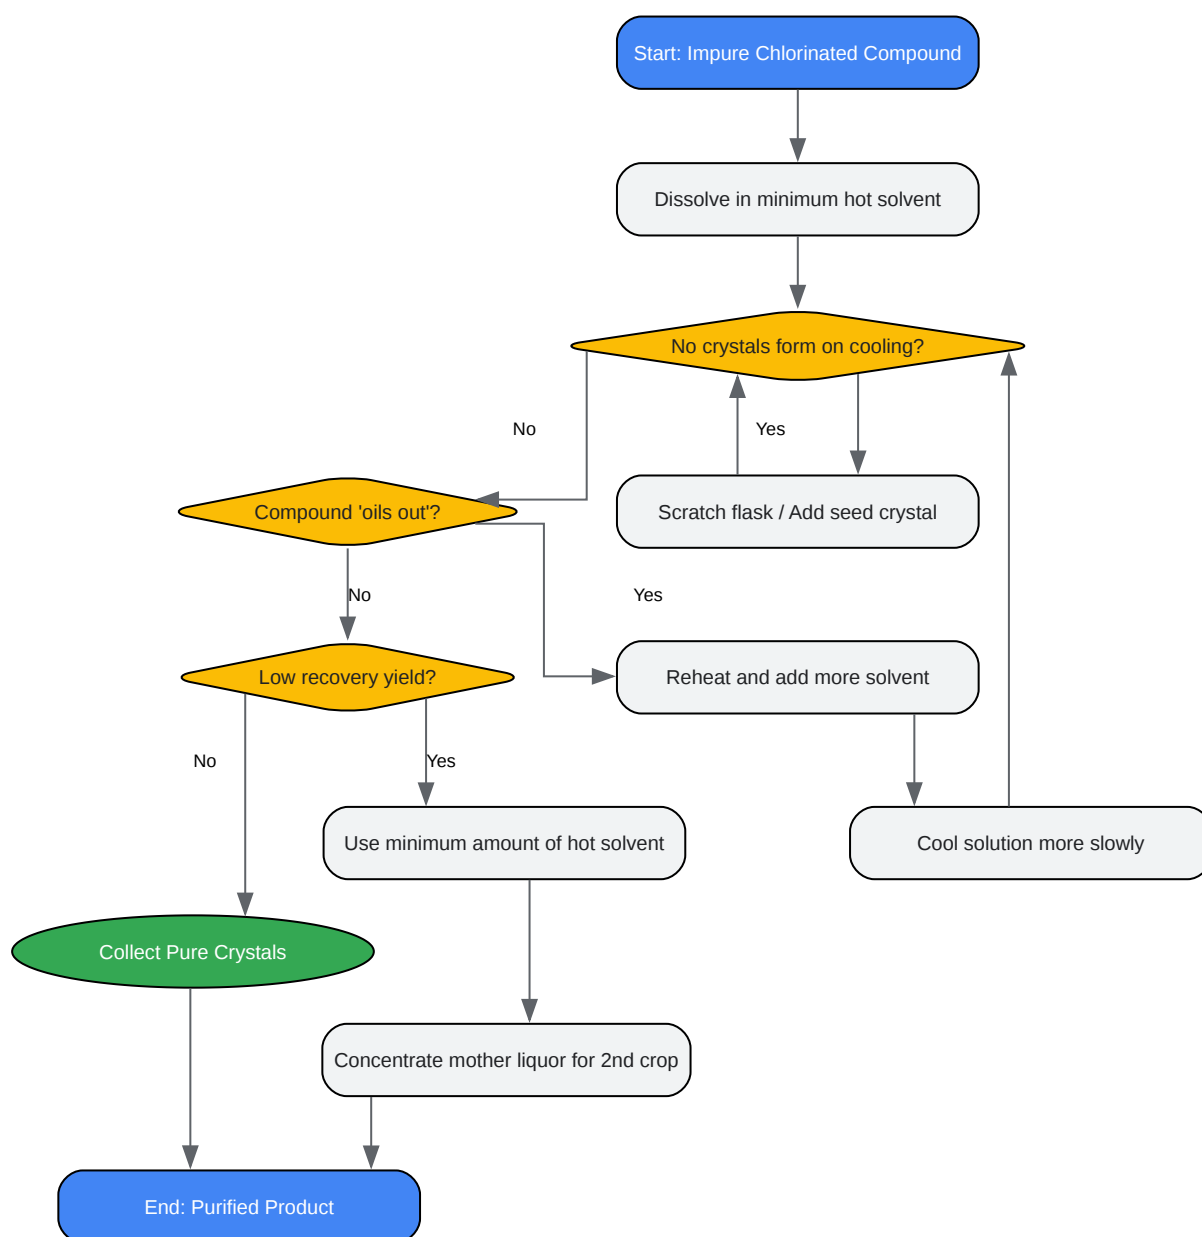 Start: Impure Chlorinated Compound
Dissolve in minimum hot solvent
No crystals form on cooling?
No
Yes
Compound 'oils out'?
Scratch flask / Add seed crystal
No
Yes
Low recovery yield?
Reheat and add more solvent
No
Yes
Use minimum amount of hot solvent
Cool solution more slowly
Collect Pure Crystals
Concentrate mother liquor for 2nd crop
End: Purified Product